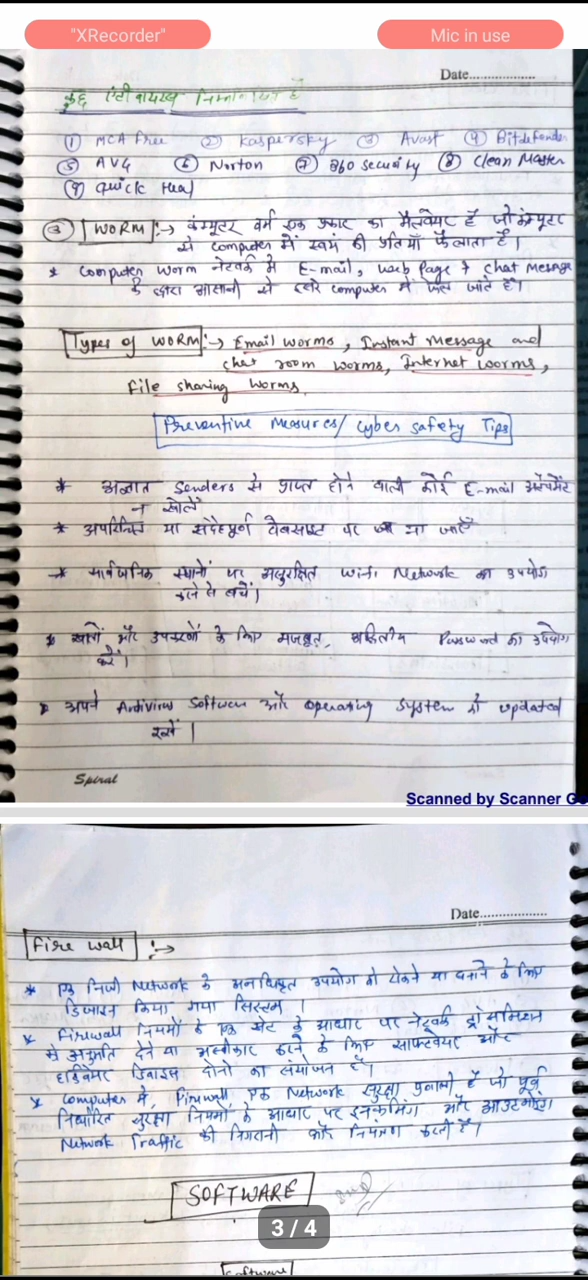 "XRecorder"
Mic in use
Date..................
कुछ एंटीवायरस निम्नलिखित है
① MCA free ② Kaspersky ③ Avast ④ Bitdefender
⑤ AVG ⑥ Norton ⑦ 360 security ⑧ Clean Master
⑨ Quick Heal
③ WORM :→ कंप्यूटर वर्म एक प्रकार का मैलवेयर है जो कंप्यूटर
से computer में स्वयं की प्रतियाँ फैलाता है।
* Computer worm नेटवर्क में E-mail, web Page व chat Message
के द्वारा आसानी से हमारे computer में फैल जाते हैं।
Types of WORM :→ Email worms, Instant Message and
chat room worms, Internet worms,
File sharing worms.
Preventive Measures/ Cyber safety Tips
* अज्ञात Senders से प्राप्त होने वाली कोई E-mail अटैचमेंट
न खोलें
* अपरिचित या संदेहपूर्ण वेबसाइट पर ना जाएँ
* सार्वजनिक स्थानों पर असुरक्षित Wifi Network का उपयोग
करने से बचें।
* खातों और उपकरणों के लिए मजबूत, अद्वितीय Password का उपयोग
करें।
* अपने Antivirus Software और operating System को updated
रखें।
Spiral
Scanned by Scanner Go
Date..................
Fire wall :→
* एक निजी Network के अनधिकृत उपयोग को रोकने या बचाने के लिए
डिजाइन किया गया सिस्टम।
* Firewall नियमों के एक सेट के आधार पर नेटवर्क ट्रांसमिशन
को अनुमति देने या अस्वीकार करने के लिए साफ्टवेयर और
हार्डवेयर डिवाइस दोनों का संयोजन है।
* Computer में, Firewall एक Network सुरक्षा प्रणाली है जो पूर्व
निर्धारित सुरक्षा नियमों के आधार पर इनकमिंग और आउटगोइंग
Network Traffic की निगरानी और नियंत्रण करती है।
SOFTWARE
3 / 4
Software